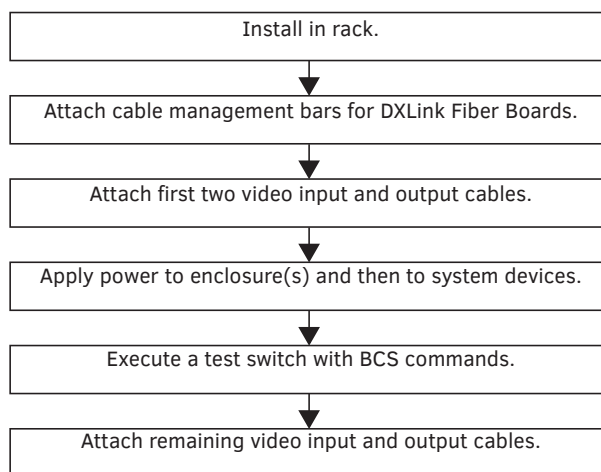 Install in rack.
Attach cable management bars for DXLink Fiber Boards.
Attach first two video input and output cables.
Apply power to enclosure(s) and then to system devices.
Execute a test switch with BCS commands.
Attach remaining video input and output cables.